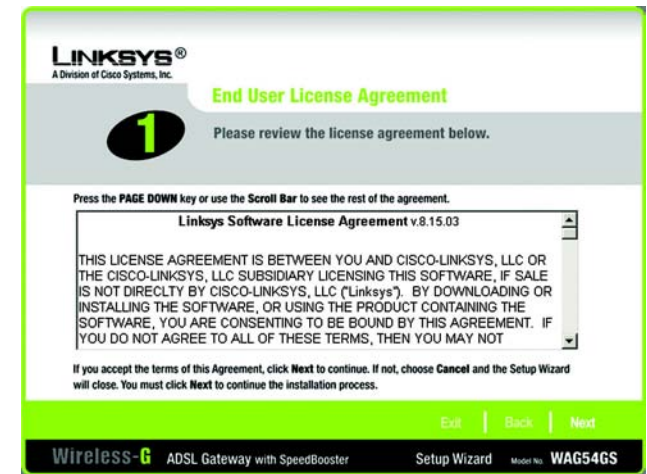 LINKSYS®
A Division of Cisco Systems, Inc.
End User License Agreement
1
Please review the license agreement below.
Press the PAGE DOWN key or use the Scroll Bar to see the rest of the agreement.
Linksys Software License Agreement v.8.15.03
THIS LICENSE AGREEMENT IS BETWEEN YOU AND CISCO-LINKSYS, LLC OR
THE CISCO-LINKSYS, LLC SUBSIDIARY LICENSING THIS SOFTWARE, IF SALE
IS NOT DIRECLTY BY CISCO-LINKSYS, LLC ("Linksys"). BY DOWNLOADING OR
INSTALLING THE SOFTWARE, OR USING THE PRODUCT CONTAINING THE
SOFTWARE, YOU ARE CONSENTING TO BE BOUND BY THIS AGREEMENT. IF
YOU DO NOT AGREE TO ALL OF THESE TERMS, THEN YOU MAY NOT
If you accept the terms of this Agreement, click Next to continue. If not, choose Cancel and the Setup Wizard
will close. You must click Next to continue the installation process.
Exit | Back | Next
Wireless-G ADSL Gateway with SpeedBooster Setup Wizard Model No. WAG54GS